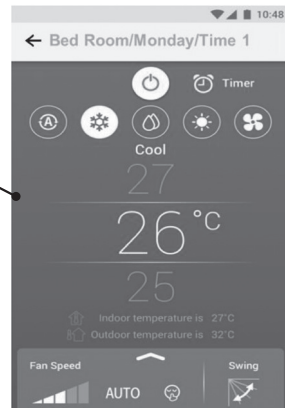 10:48
Bed Room/Monday/Time 1
Timer
A
Cool
27
26°C
25
Indoor temperature is 27°C
Outdoor temperature is 32°C
Fan Speed
Swing
AUTO